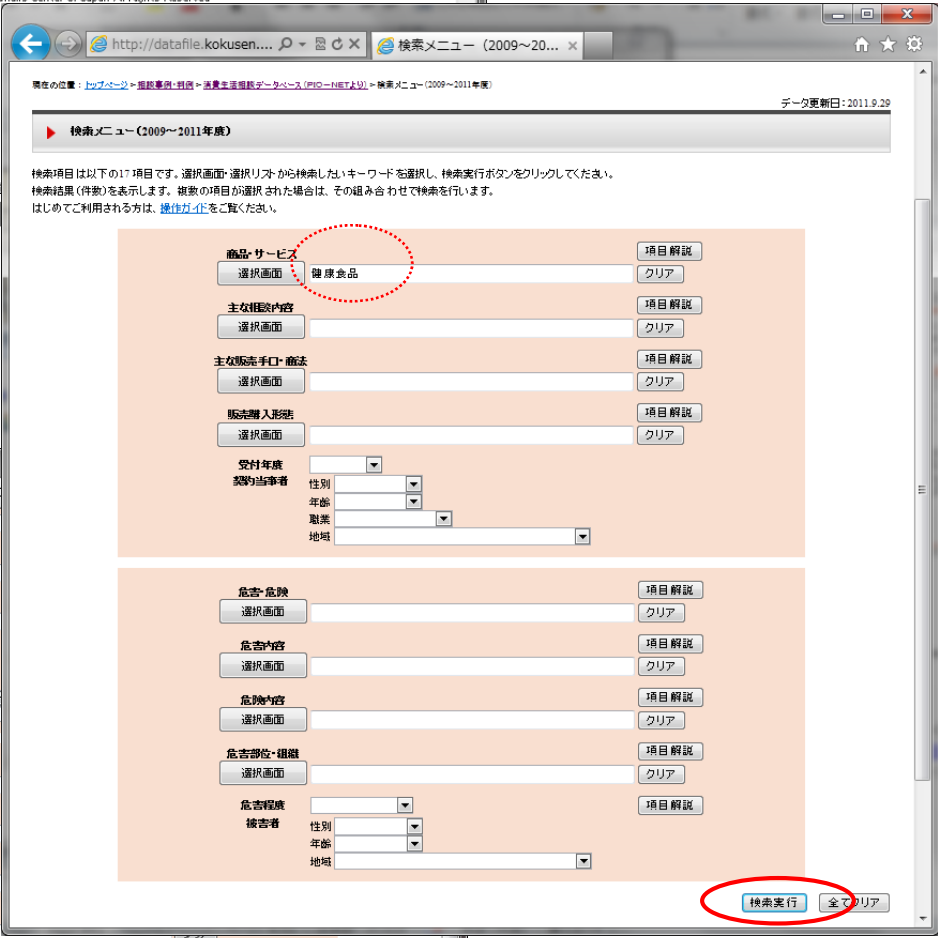 http://datafile.kokusen....
検索メニュー（2009～20...
現在の位置：トップページ > 相談事例・判例 > 消費生活相談データベース（PIO－NETより） > 検索メニュー(2009～2011年度)
データ更新日：2011.9.29
検索メニュー(2009～2011年度)
検索項目は以下の17項目です。選択画面・選択リストから検索したいキーワードを選択し、検索実行ボタンをクリックしてください。
検索結果(件数)を表示します。複数の項目が選択された場合は、その組み合わせで検索を行います。
はじめてご利用される方は、操作ガイドをご覧ください。
商品・サービス 項目解説
選択画面 健康食品 クリア
主な相談内容 項目解説
選択画面 クリア
主な販売手口・商法 項目解説
選択画面 クリア
販売購入形態 項目解説
選択画面 クリア
受付年度
契約当事者 性別
年齢
職業
地域
危害・危険 項目解説
選択画面 クリア
危害内容 項目解説
選択画面 クリア
危険内容 項目解説
選択画面 クリア
危害部位・組織 項目解説
選択画面 クリア
危害程度 項目解説
被害者 性別
年齢
地域
検索実行 全てクリア